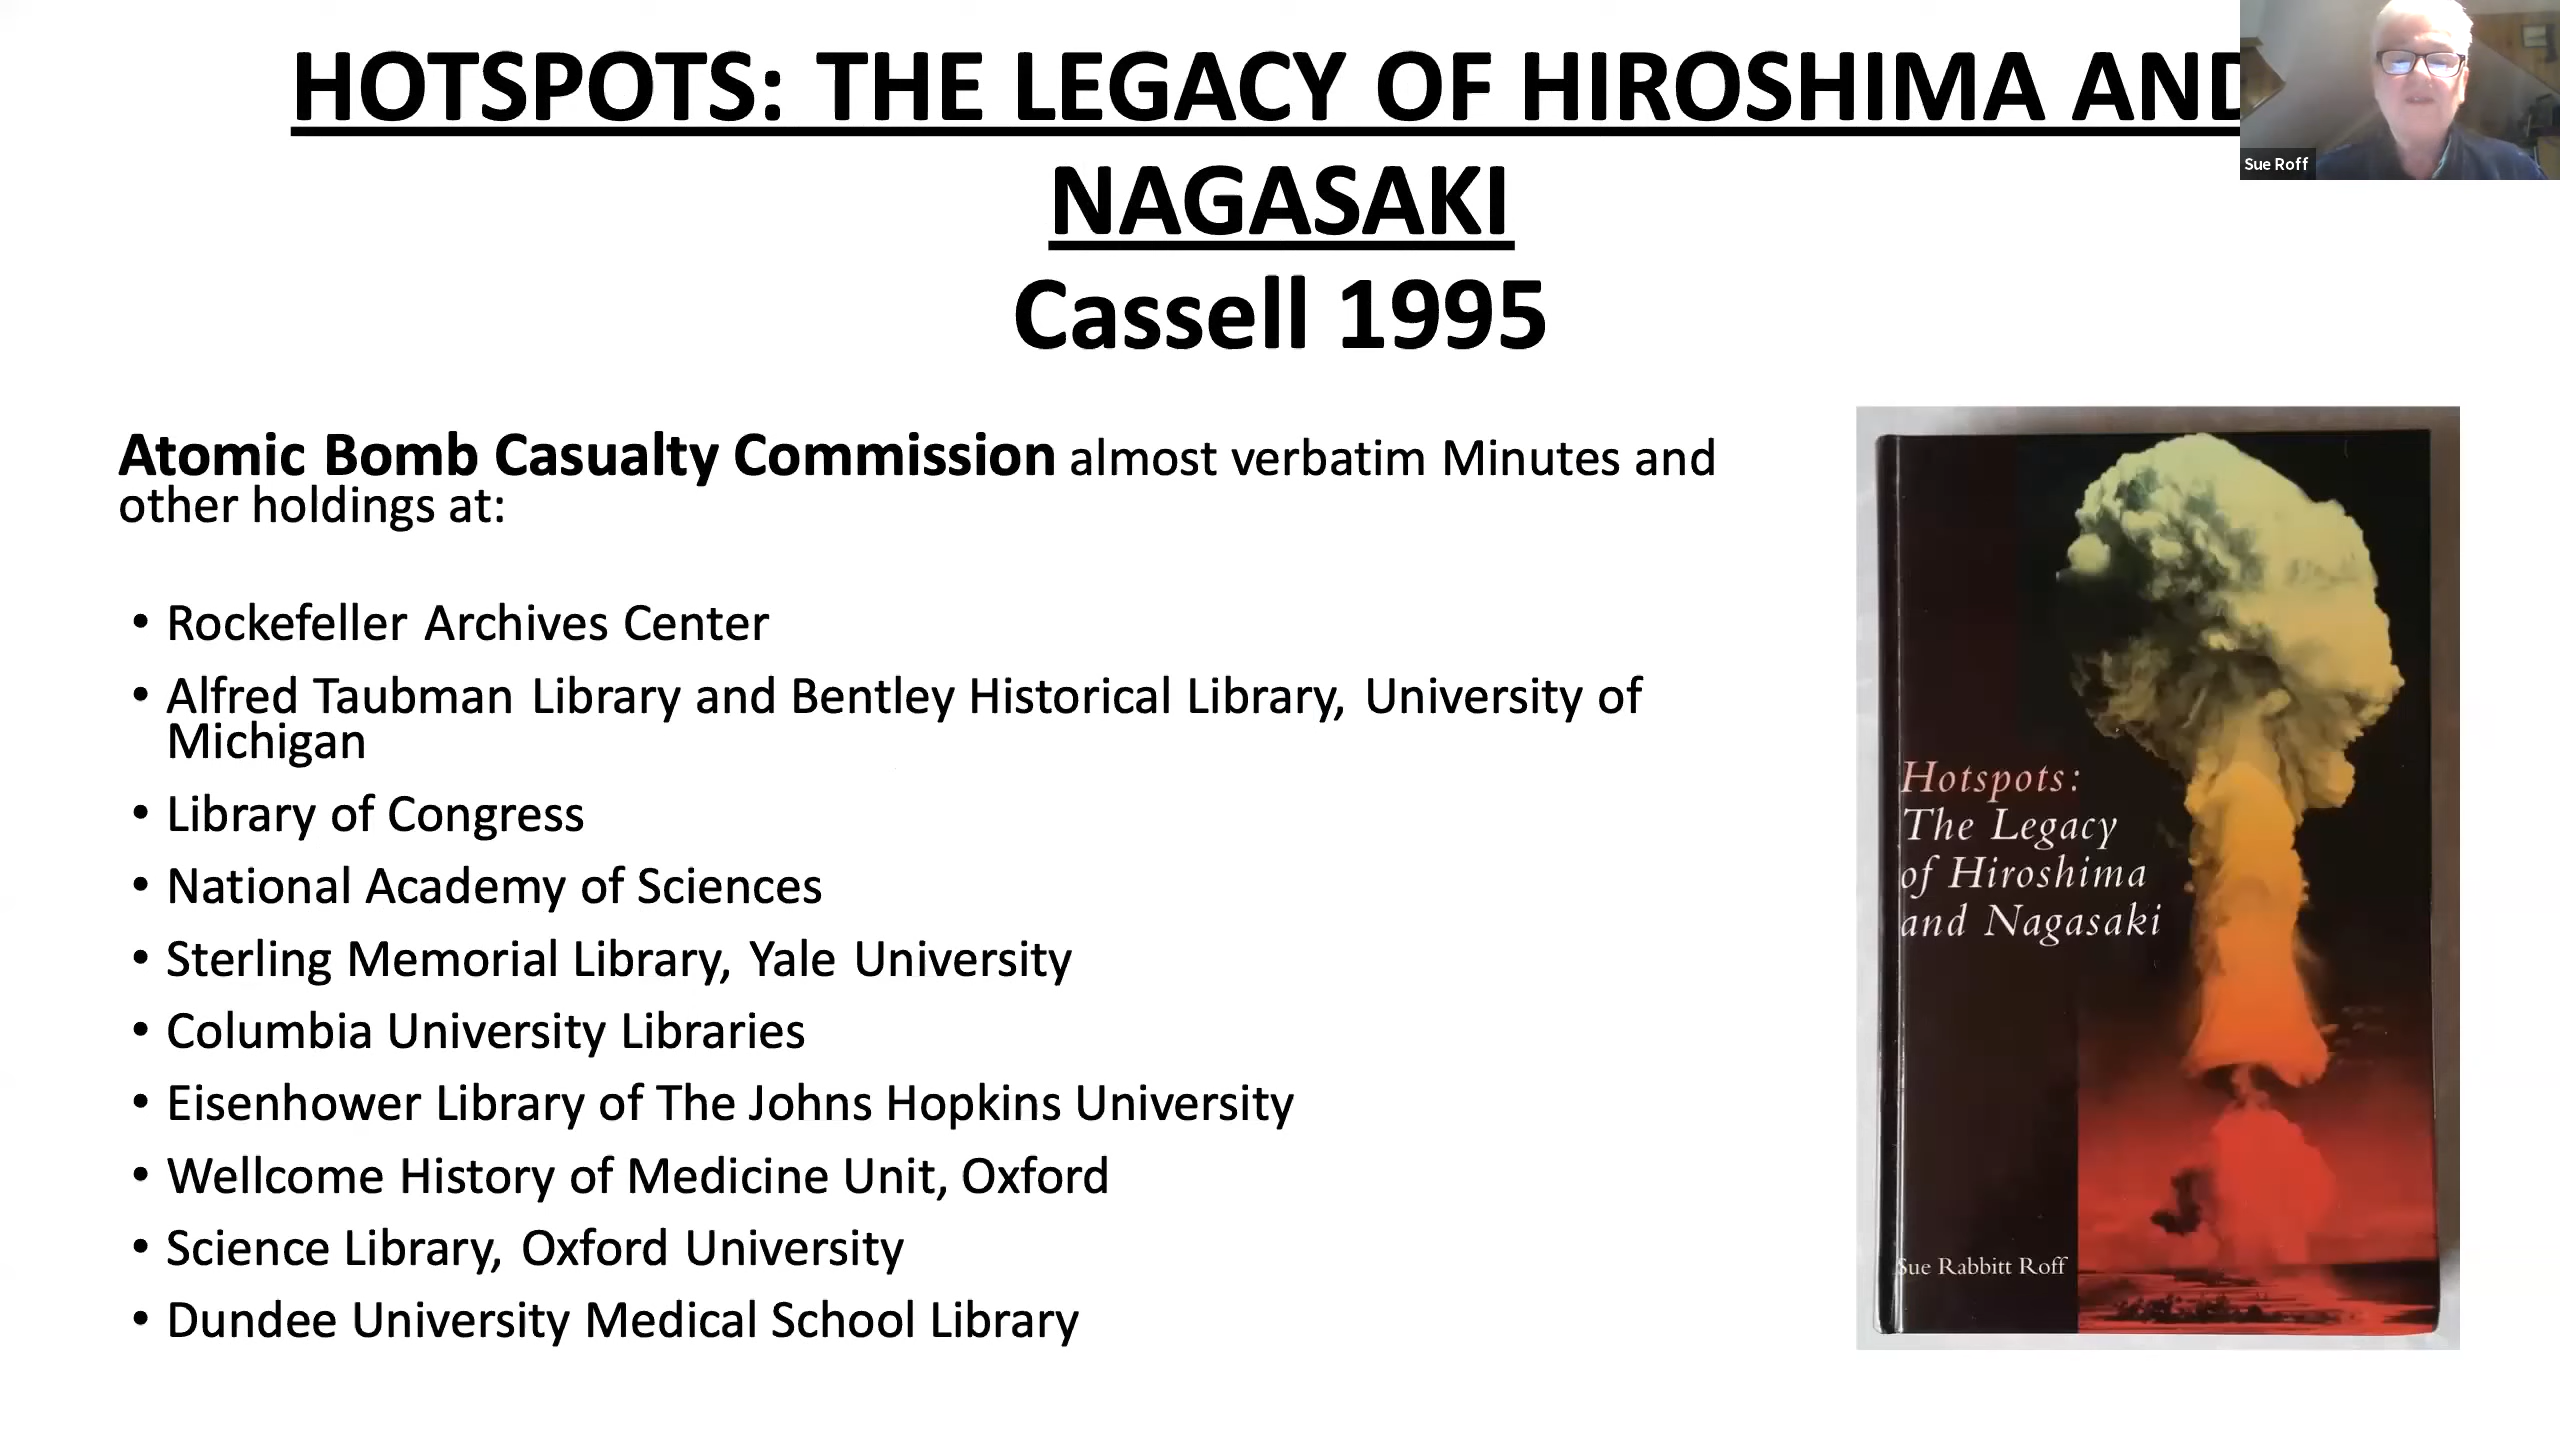 HOTSPOTS: THE LEGACY OF HIROSHIMA AND
NAGASAKI
Cassell 1995
Sue Roff
Atomic Bomb Casualty Commission almost verbatim Minutes and
other holdings at:
• Rockefeller Archives Center
• Alfred Taubman Library and Bentley Historical Library, University of
Michigan
• Library of Congress
• National Academy of Sciences
• Sterling Memorial Library, Yale University
• Columbia University Libraries
• Eisenhower Library of The Johns Hopkins University
• Wellcome History of Medicine Unit, Oxford
• Science Library, Oxford University
• Dundee University Medical School Library
Hotspots:
The Legacy
of Hiroshima
and Nagasaki
Sue Rabbitt Roff